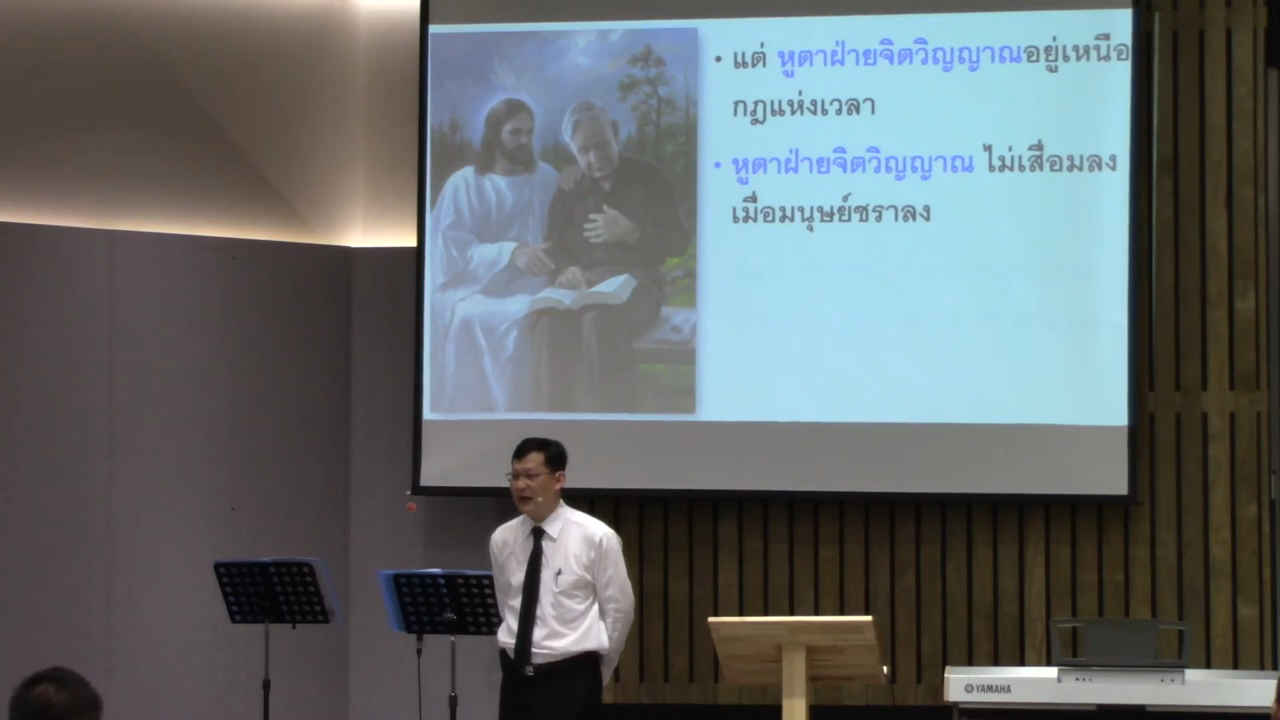 • แต่ หูตาฝ่ายจิตวิญญาณอยู่เหนือ
กฎแห่งเวลา
• หูตาฝ่ายจิตวิญญาณ ไม่เสื่อมลง
เมื่อมนุษย์ชราลง
YAMAHA